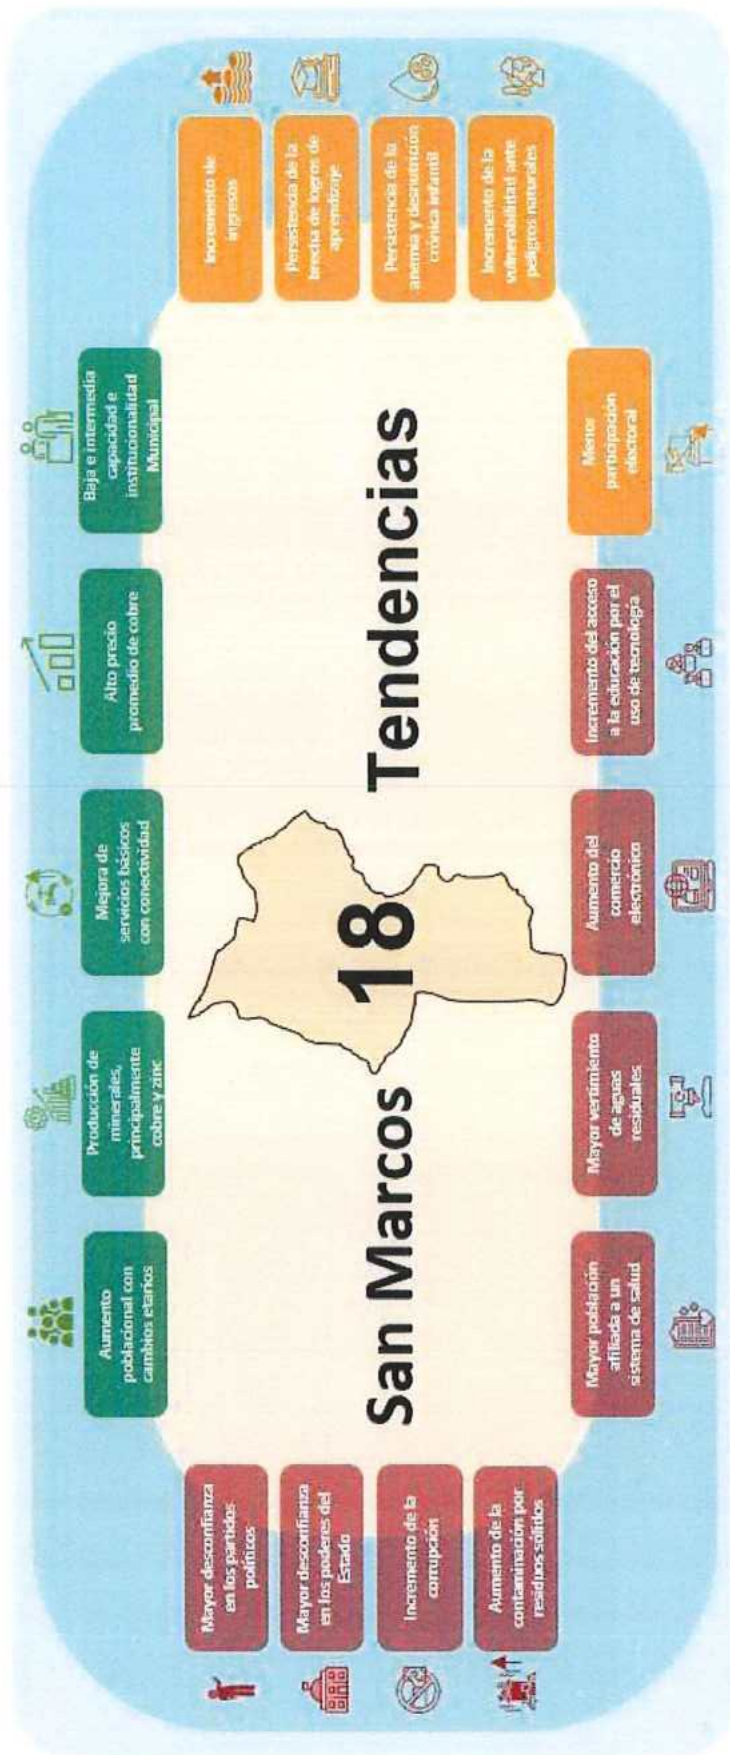 Aumento
poblacional con
cambios etarios
Producción de
minerales,
principalmente
cobre y zinc
Mejora de
servicios básicos
con conectividad
Alto precio
promedio de cobre
Baja e intermedia
capacidad e
institucionalidad
Municipal
Incremento de
ingresos
Persistencia de la
brecha de logros de
aprendizaje
Persistencia de la
anemia y desnutrición
crónica infantil
Incremento de la
vulnerabilidad ante
peligros naturales
Mayor desconfianza
en los partidos
políticos
Mayor desconfianza
en los poderes del
Estado
Incremento de la
corrupción
Aumento de la
contaminación por
residuos sólidos
San Marcos 18 Tendencias
Mayor población
afiliada a un
sistema de salud
Mayor vertimiento
de aguas
residuales
Aumento del
comercio
electrónico
Incremento del acceso
a la educación por el
uso de tecnología
Menor
participación
electoral